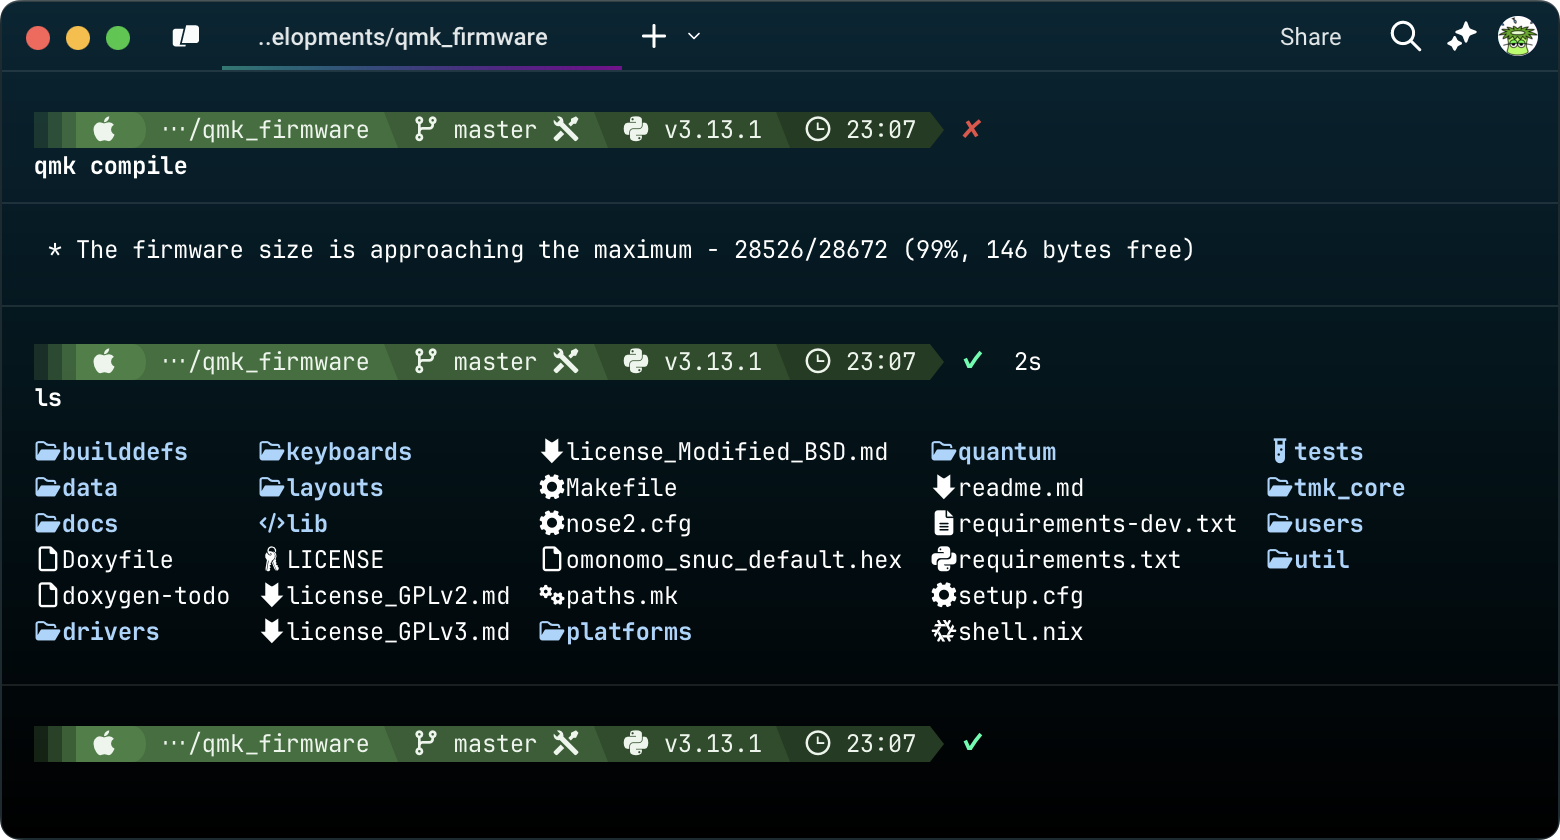 ..elopments/qmk_firmware
Share
···/qmk_firmware master v3.13.1 23:07 ✘
qmk compile
* The firmware size is approaching the maximum - 28526/28672 (99%, 146 bytes free)
···/qmk_firmware master v3.13.1 23:07 ✔ 2s
ls
builddefs keyboards license_Modified_BSD.md quantum tests
data layouts Makefile readme.md tmk_core
docs lib nose2.cfg requirements-dev.txt users
Doxyfile LICENSE omonomo_snuc_default.hex requirements.txt util
doxygen-todo license_GPLv2.md paths.mk setup.cfg
drivers license_GPLv3.md platforms shell.nix
···/qmk_firmware master v3.13.1 23:07 ✔